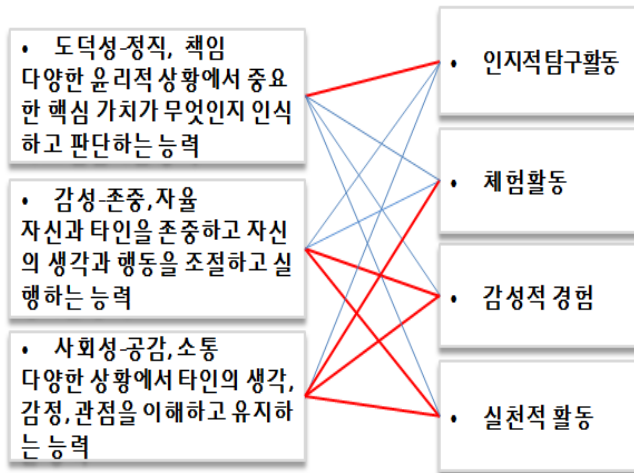 • 도덕성-정직, 책임
다양한 윤리적 상황에서 중요
한 핵심 가치가 무엇인지 인식
하고 판단하는 능력
• 감성-존중,자율
자신과 타인을 존중하고 자신
의 생각과 행동을 조절하고 실
행하는 능력
• 사회성-공감,소통
다양한 상황에서 타인의 생각,
감정, 관점을 이해하고 유지하
는 능력
• 인지적탐구활동
• 체험활동
• 감성적 경험
• 실천적 활동